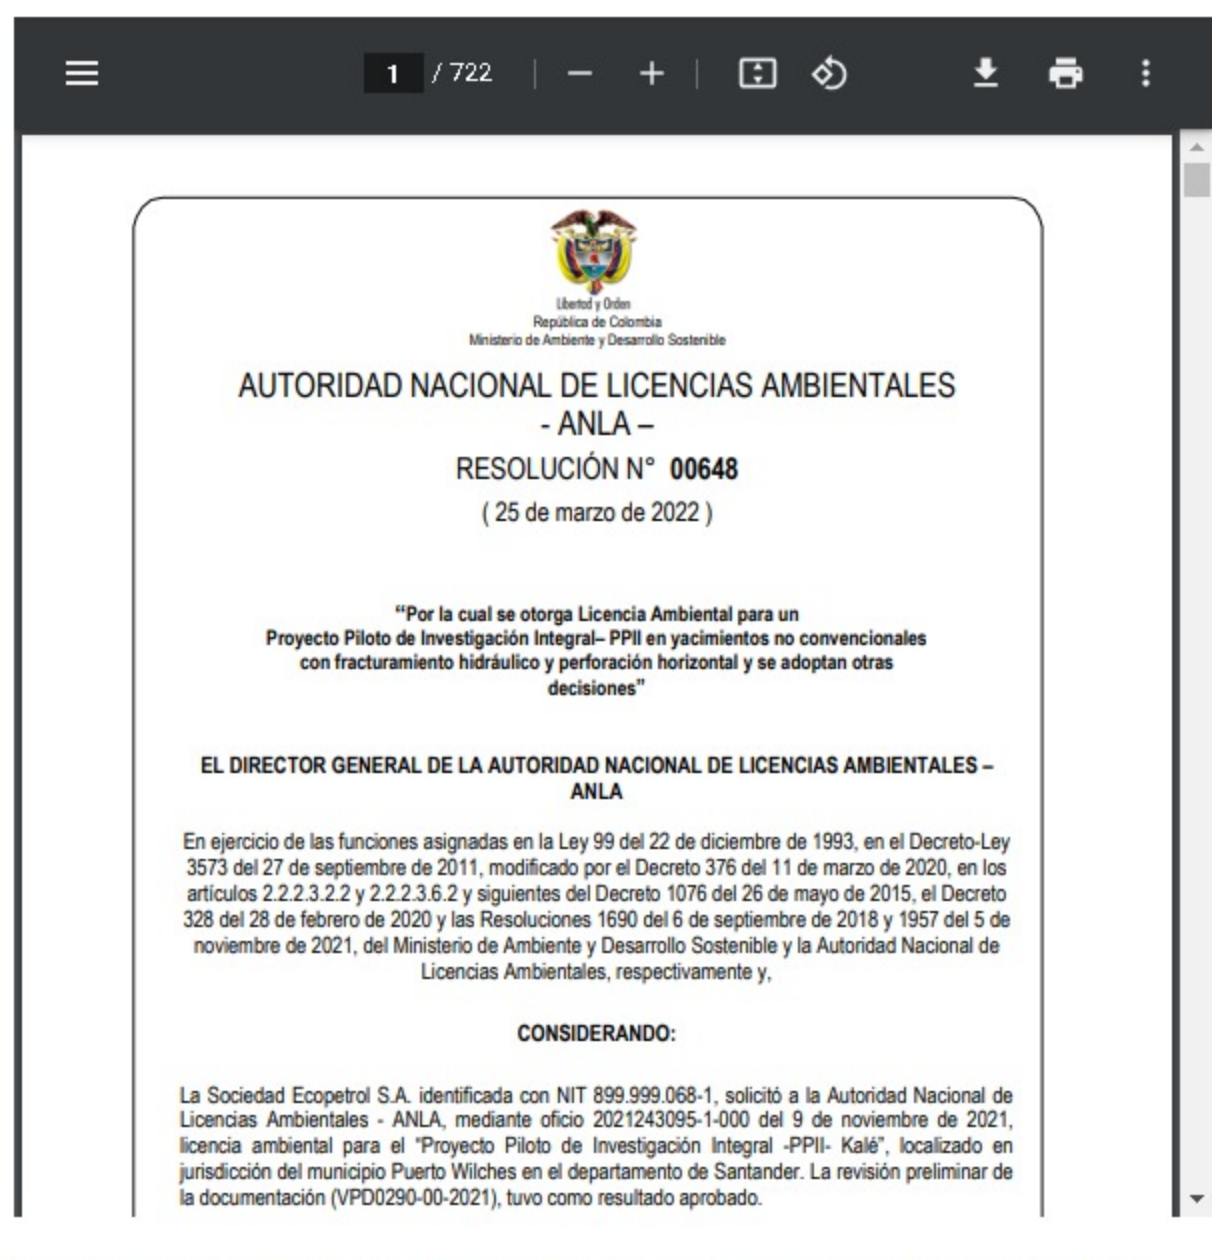 1 / 722
Libertad y Orden
República de Colombia
Ministerio de Ambiente y Desarrollo Sostenible
AUTORIDAD NACIONAL DE LICENCIAS AMBIENTALES
- ANLA –
RESOLUCIÓN N° 00648
( 25 de marzo de 2022 )
“Por la cual se otorga Licencia Ambiental para un
Proyecto Piloto de Investigación Integral– PPII en yacimientos no convencionales
con fracturamiento hidráulico y perforación horizontal y se adoptan otras
decisiones”
EL DIRECTOR GENERAL DE LA AUTORIDAD NACIONAL DE LICENCIAS AMBIENTALES –
ANLA
En ejercicio de las funciones asignadas en la Ley 99 del 22 de diciembre de 1993, en el Decreto-Ley
3573 del 27 de septiembre de 2011, modificado por el Decreto 376 del 11 de marzo de 2020, en los
artículos 2.2.2.3.2.2 y 2.2.2.3.6.2 y siguientes del Decreto 1076 del 26 de mayo de 2015, el Decreto
328 del 28 de febrero de 2020 y las Resoluciones 1690 del 6 de septiembre de 2018 y 1957 del 5 de
noviembre de 2021, del Ministerio de Ambiente y Desarrollo Sostenible y la Autoridad Nacional de
Licencias Ambientales, respectivamente y,
CONSIDERANDO:
La Sociedad Ecopetrol S.A. identificada con NIT 899.999.068-1, solicitó a la Autoridad Nacional de
Licencias Ambientales - ANLA, mediante oficio 2021243095-1-000 del 9 de noviembre de 2021,
licencia ambiental para el “Proyecto Piloto de Investigación Integral -PPII- Kalé”, localizado en
jurisdicción del municipio Puerto Wilches en el departamento de Santander. La revisión preliminar de
la documentación (VPD0290-00-2021), tuvo como resultado aprobado.